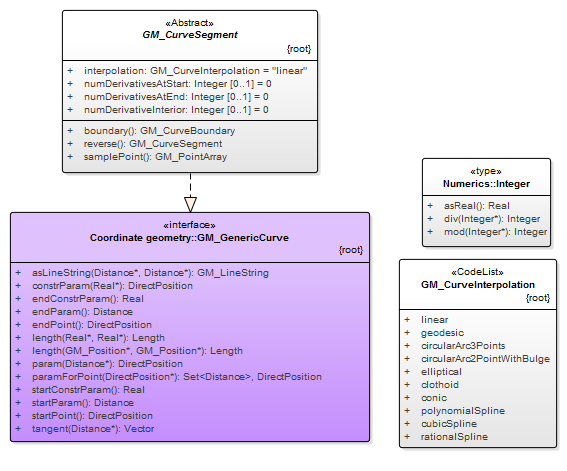 «Abstract»
GM_CurveSegment
{root}
+ interpolation: GM_CurveInterpolation = "linear"
+ numDerivativesAtStart: Integer [0..1] = 0
+ numDerivativesAtEnd: Integer [0..1] = 0
+ numDerivativeInterior: Integer [0..1] = 0
+ boundary(): GM_CurveBoundary
+ reverse(): GM_CurveSegment
+ samplePoint(): GM_PointArray
«interface»
Coordinate geometry::GM_GenericCurve
{root}
+ asLineString(Distance*, Distance*): GM_LineString
+ constrParam(Real*): DirectPosition
+ endConstrParam(): Real
+ endParam(): Distance
+ endPoint(): DirectPosition
+ length(Real*, Real*): Length
+ length(GM_Position*, GM_Position*): Length
+ param(Distance*): DirectPosition
+ paramForPoint(DirectPosition*): Set<Distance>, DirectPosition
+ startConstrParam(): Real
+ startParam(): Distance
+ startPoint(): DirectPosition
+ tangent(Distance*): Vector
«type»
Numerics::Integer
+ asReal(): Real
+ div(Integer*): Integer
+ mod(Integer*): Integer
«CodeList»
GM_CurveInterpolation
{root}
+ linear
+ geodesic
+ circularArc3Points
+ circularArc2PointWithBulge
+ elliptical
+ clothoid
+ conic
+ polynomialSpline
+ cubicSpline
+ rationalSpline